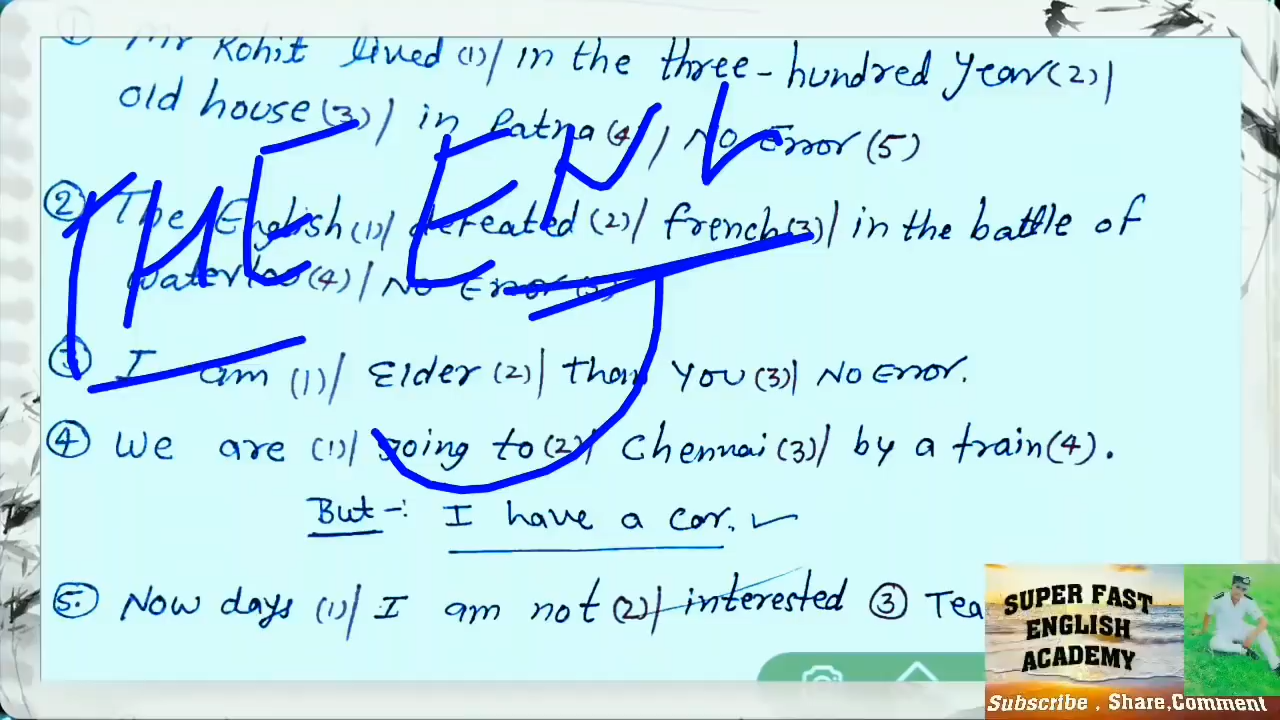 ① Mr Rohit lived (1)/ in the three-hundred year(2)|
old house (3)/ in Patna (4)/ No Error (5)
② The English (1)/ defeated (2)/ french (3)/ in the battle of
waterloo (4)/ No Error (5)
THE END
③ I am (1)/ Elder (2)| than you (3)| No Error.
④ We are (1)/ going to (2)/ Chennai (3)/ by a train(4).
But -: I have a car. ✓
⑤. Now days (1)/ I am not (2)/ interested ③ Tea
SUPER FAST
ENGLISH
ACADEMY
Subscribe , Share,Comment